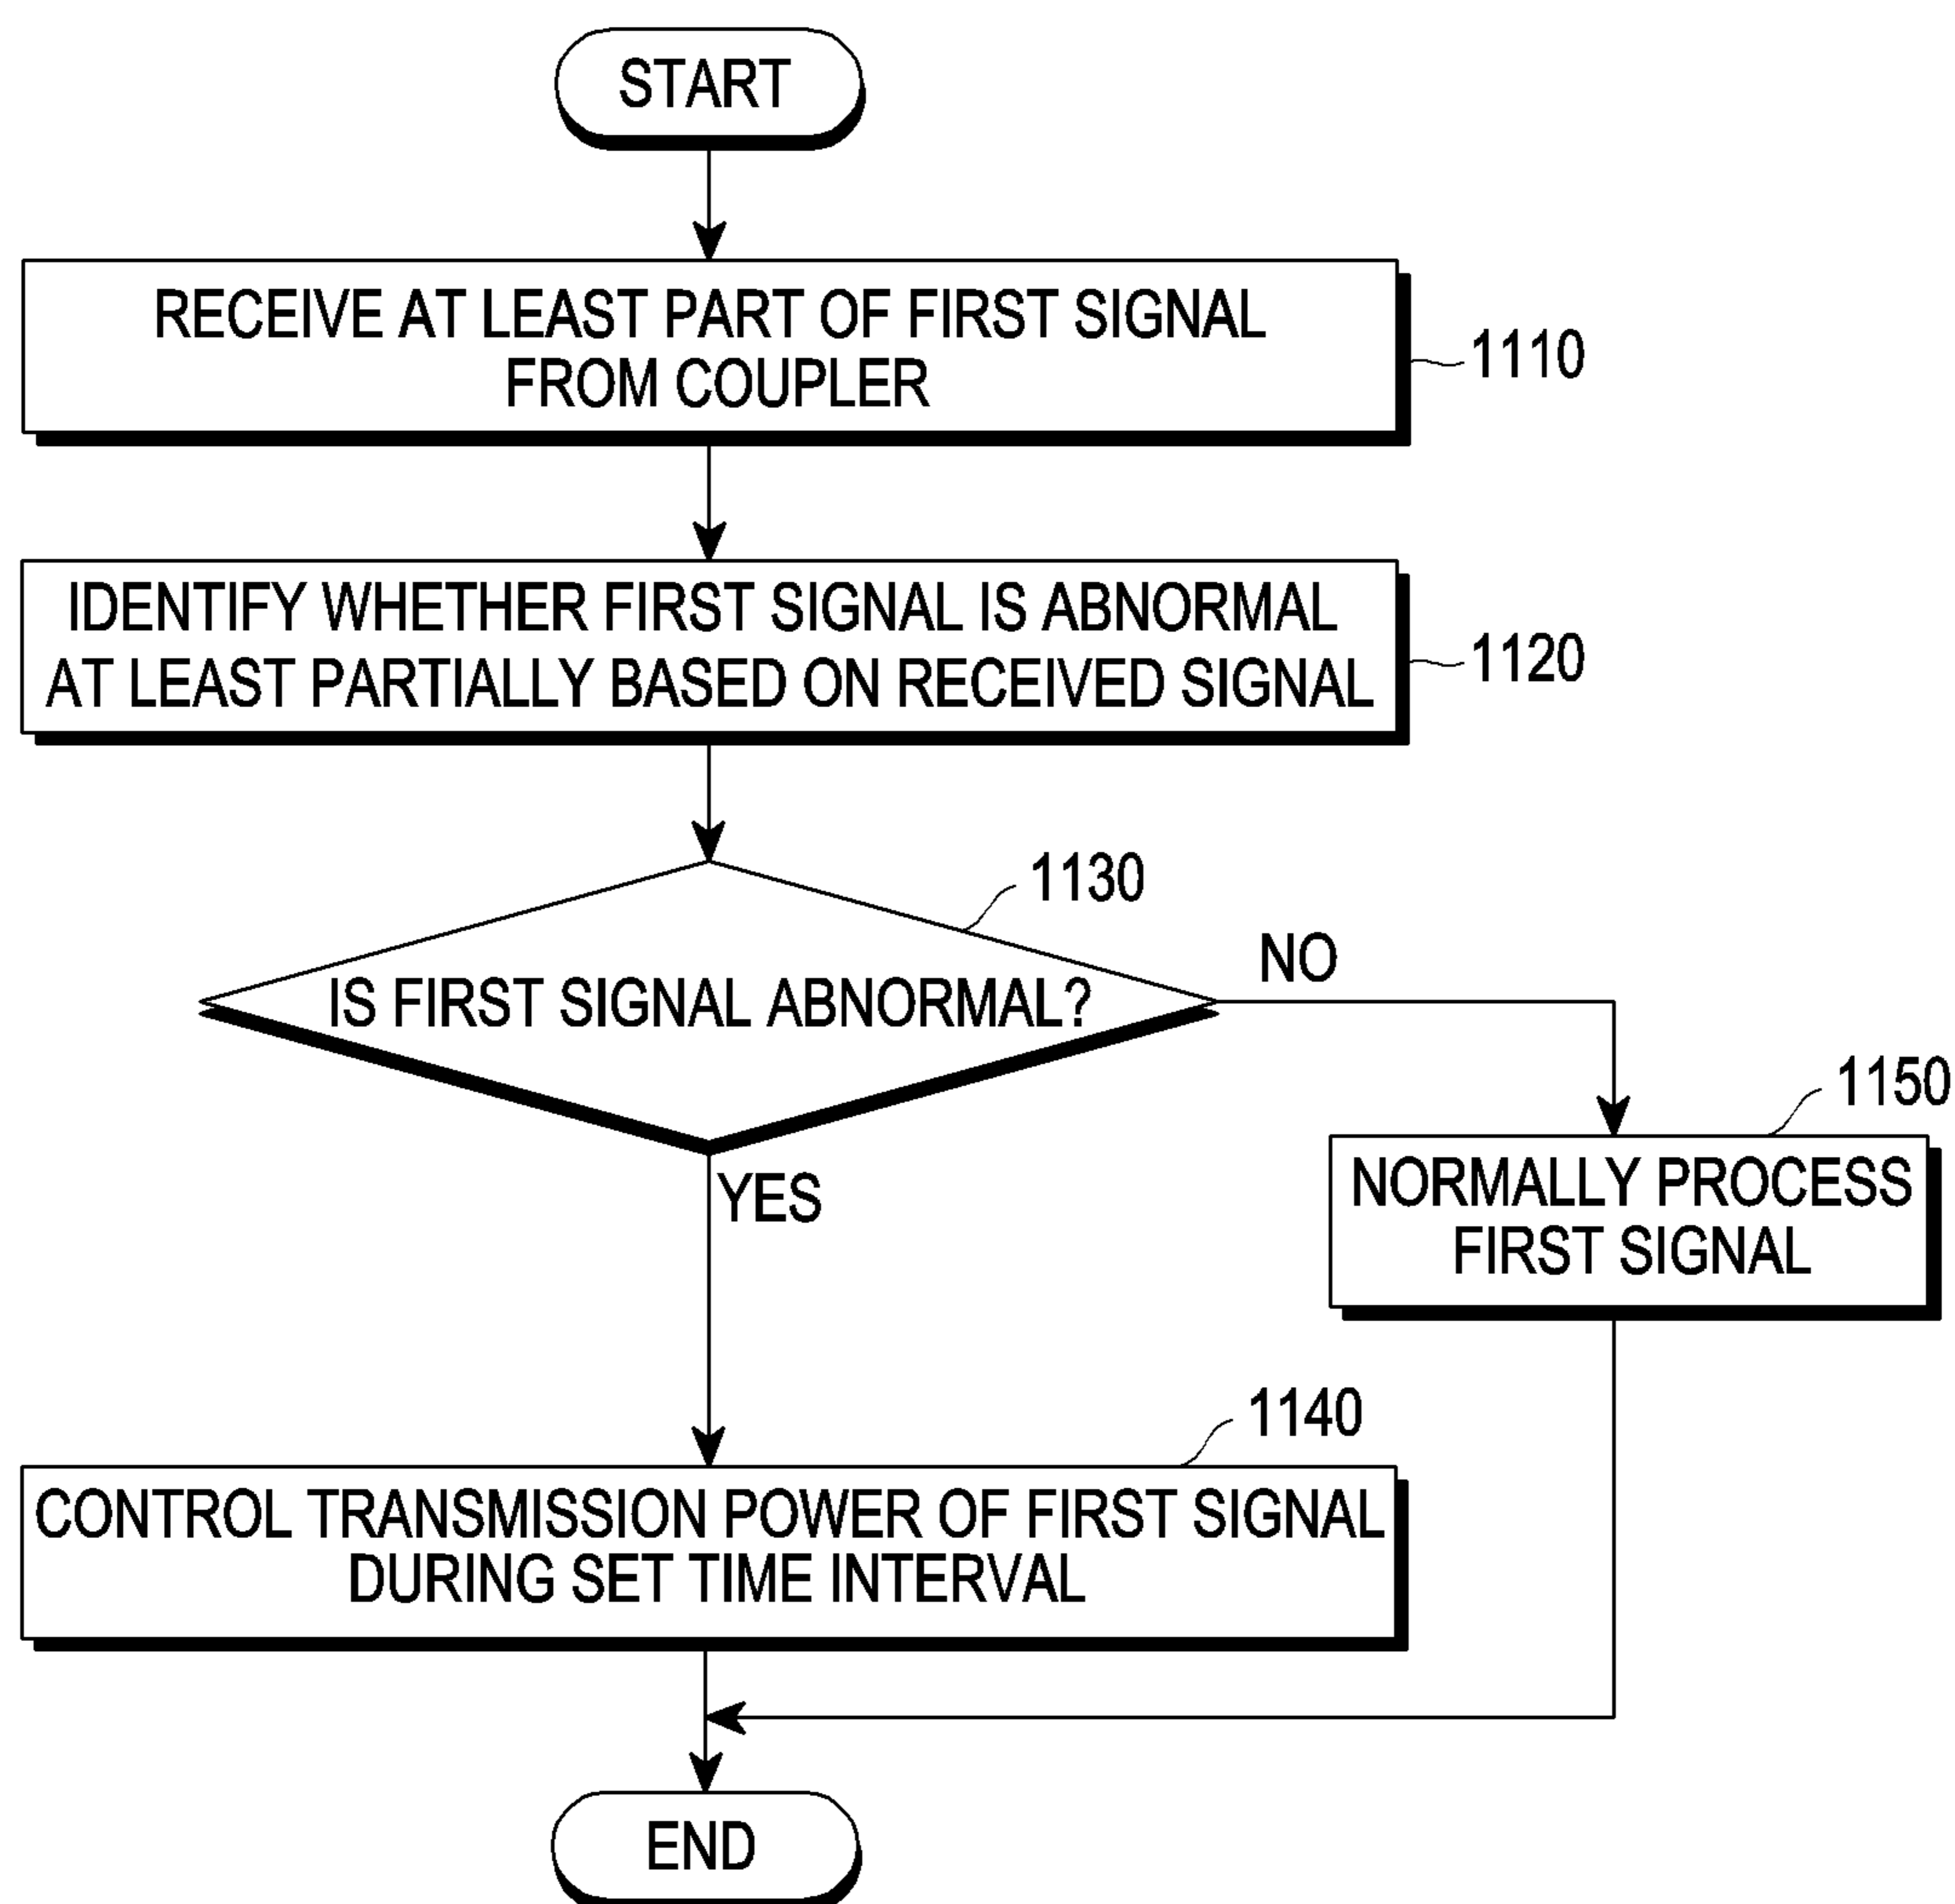 START
RECEIVE AT LEAST PART OF FIRST SIGNAL
FROM COUPLER
1110
IDENTIFY WHETHER FIRST SIGNAL IS ABNORMAL
AT LEAST PARTIALLY BASED ON RECEIVED SIGNAL
1120
1130
IS FIRST SIGNAL ABNORMAL?
NO
YES
1150
NORMALLY PROCESS
FIRST SIGNAL
1140
CONTROL TRANSMISSION POWER OF FIRST SIGNAL
DURING SET TIME INTERVAL
END